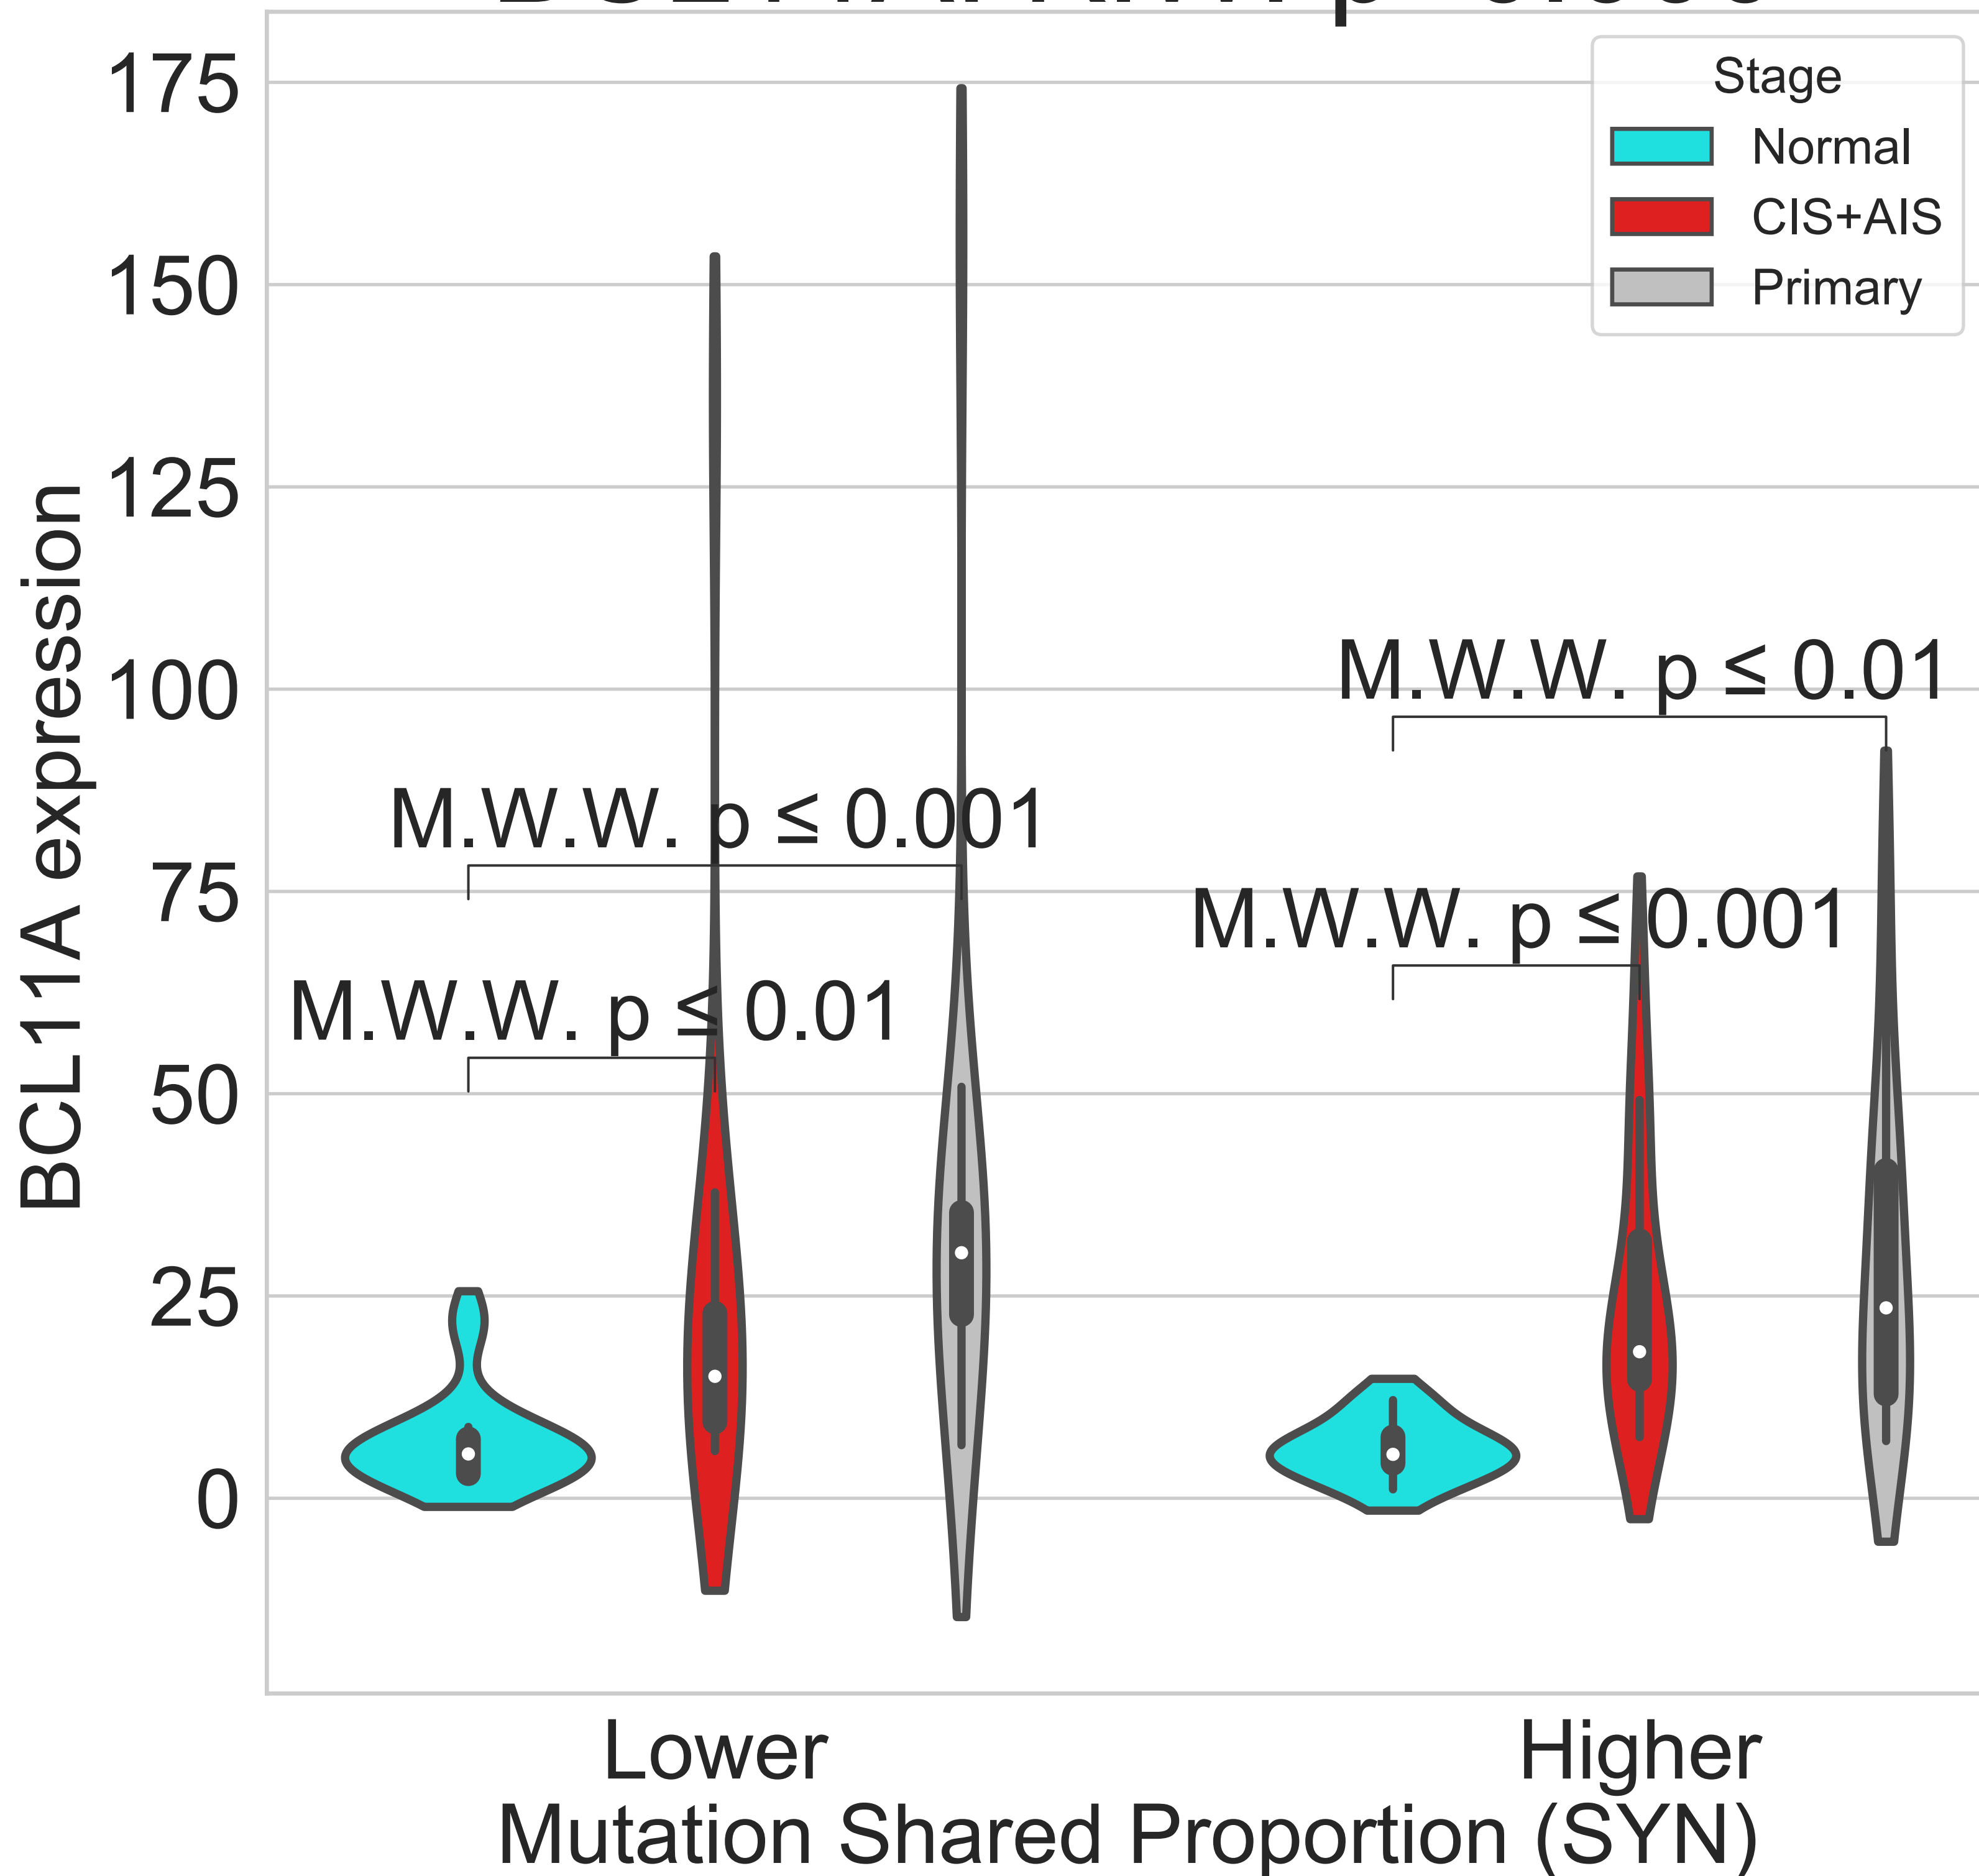 175
150
125
100
75
50
25
0
BCL11A expression
Stage
Normal
CIS+AIS
Primary
M.W.W. p ≤ 0.01
M.W.W. p ≤ 0.001
M.W.W. p ≤ 0.001
M.W.W. p ≤ 0.01
Lower
Higher
Mutation Shared Proportion (SYN)